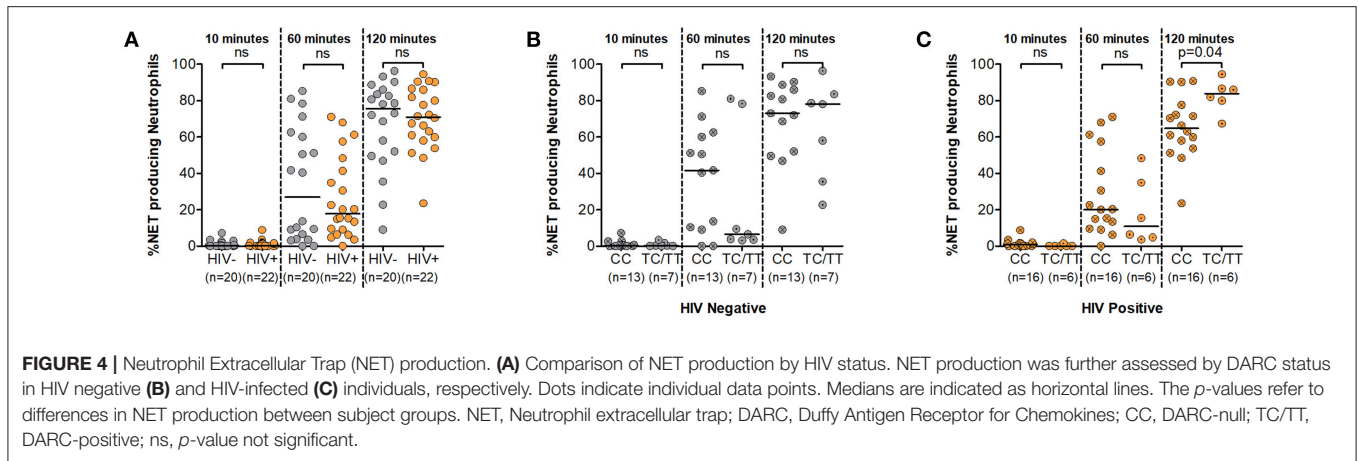 A
B
C
10 minutes 60 minutes 120 minutes
ns ns ns
10 minutes 60 minutes 120 minutes
ns ns ns
10 minutes 60 minutes 120 minutes
ns ns p=0.04
%NET producing Neutrophils
100
80
60
40
20
0
HIV- HIV+ HIV- HIV+ HIV- HIV+
(n=20) (n=22) (n=20) (n=22) (n=20) (n=22)
%NET producing Neutrophils
100
80
60
40
20
0
CC TC/TT CC TC/TT CC TC/TT
(n=13) (n=7) (n=13) (n=7) (n=13) (n=7)
HIV Negative
%NET producing Neutrophils
100
80
60
40
20
0
CC TC/TT CC TC/TT CC TC/TT
(n=16) (n=6) (n=16) (n=6) (n=16) (n=6)
HIV Positive
FIGURE 4 | Neutrophil Extracellular Trap (NET) production. (A) Comparison of NET production by HIV status. NET production was further assessed by DARC status
in HIV negative (B) and HIV-infected (C) individuals, respectively. Dots indicate individual data points. Medians are indicated as horizontal lines. The p-values refer to
differences in NET production between subject groups. NET, Neutrophil extracellular trap; DARC, Duffy Antigen Receptor for Chemokines; CC, DARC-null; TC/TT,
DARC-positive; ns, p-value not significant.